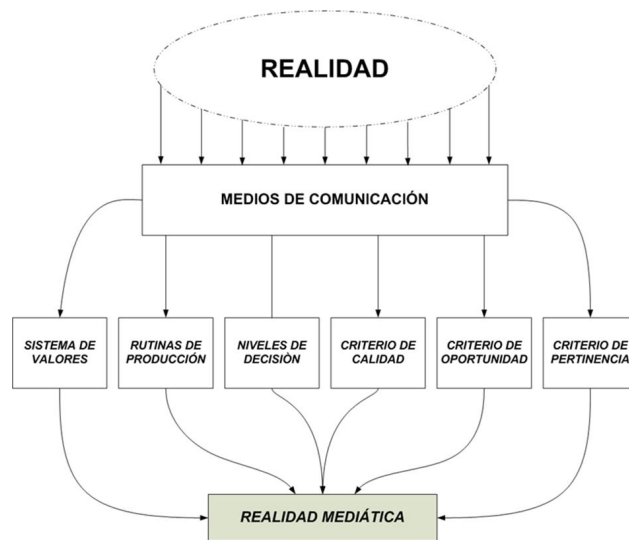 REALIDAD
MEDIOS DE COMUNICACIÓN
SISTEMA DE
VALORES
RUTINAS DE
PRODUCCIÓN
NIVELES DE
DECISIÒN
CRITERIO DE
CALIDAD
CRITERIO DE
OPORTUNIDAD
CRITERIO DE
PERTINENCIA
REALIDAD MEDIÁTICA